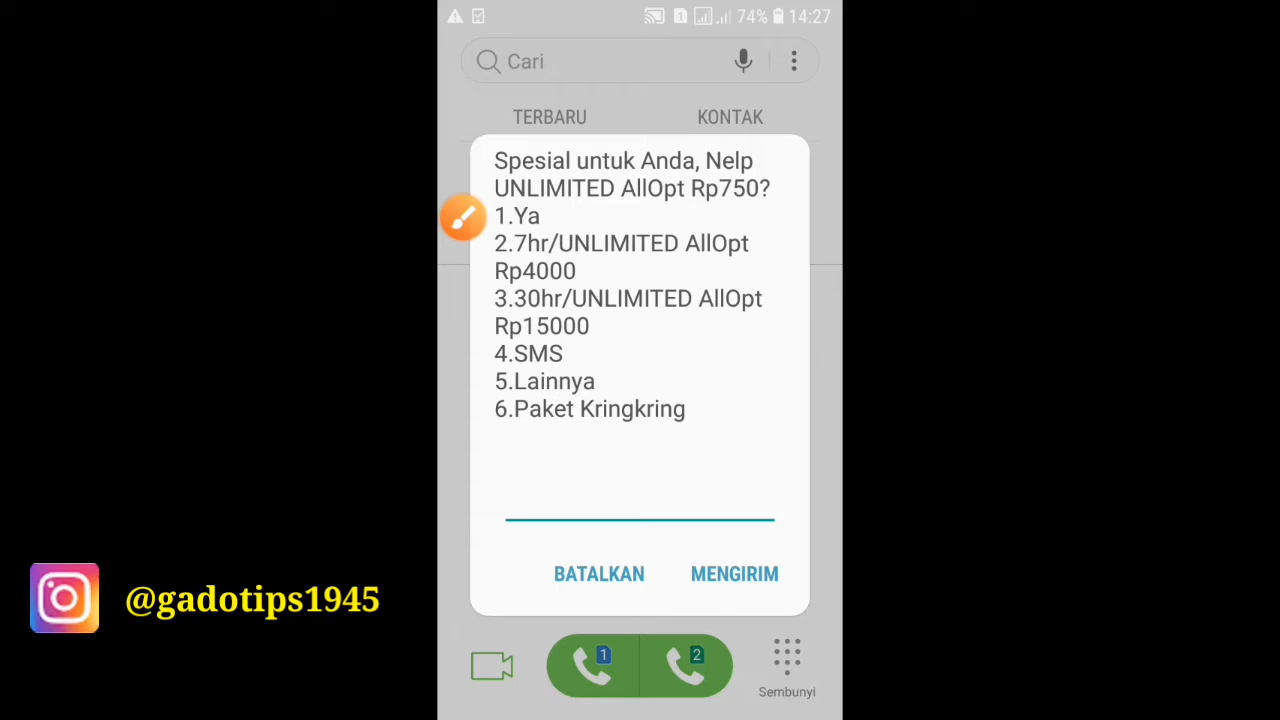 1 74% 14:27
Cari
TERBARU KONTAK
Spesial untuk Anda, Nelp
UNLIMITED AllOpt Rp750?
1.Ya
2.7hr/UNLIMITED AllOpt
Rp4000
3.30hr/UNLIMITED AllOpt
Rp15000
4.SMS
5.Lainnya
6.Paket Kringkring
BATALKAN MENGIRIM
@gadotips1945
1 2
Sembunyi